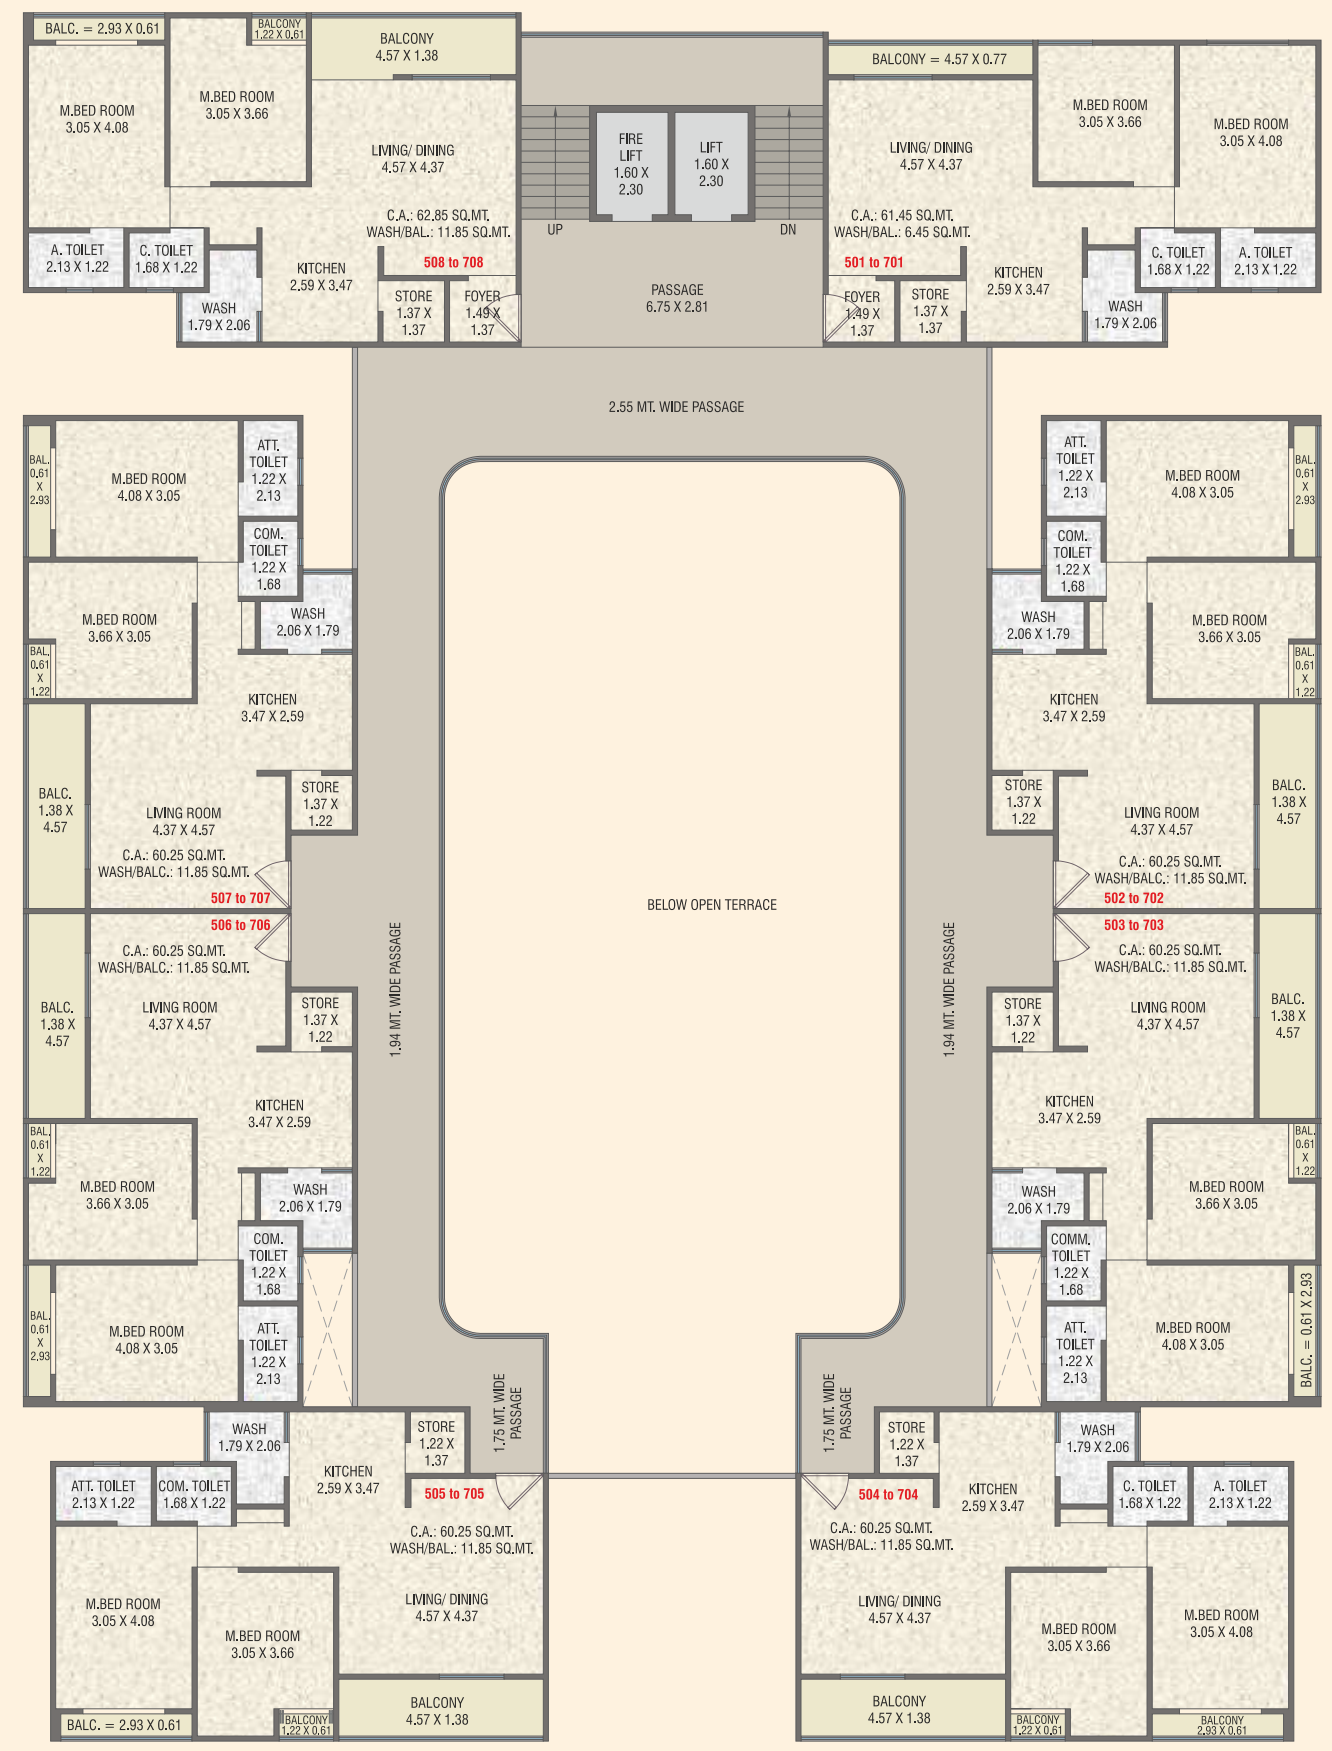 BALC. = 2.93 X 0.61
BALCONY
1.22 X 0.61
BALCONY
4.57 X 1.38
M.BED ROOM
3.05 X 4.08
M.BED ROOM
3.05 X 3.66
LIVING/ DINING
4.57 X 4.37
C.A.: 62.85 SQ.MT.
WASH/BAL.: 11.85 SQ.MT.
508 to 708
A. TOILET
2.13 X 1.22
C. TOILET
1.68 X 1.22
WASH
1.79 X 2.06
KITCHEN
2.59 X 3.47
STORE
1.37 X
1.37
FOYER
1.49 X
1.37
FIRE
LIFT
1.60 X
2.30
LIFT
1.60 X
2.30
UP
DN
PASSAGE
6.75 X 2.81
BALCONY = 4.57 X 0.77
M.BED ROOM
3.05 X 3.66
M.BED ROOM
3.05 X 4.08
LIVING/ DINING
4.57 X 4.37
C.A.: 61.45 SQ.MT.
WASH/BAL.: 6.45 SQ.MT.
501 to 701
FOYER
1.49 X
1.37
STORE
1.37 X
1.37
KITCHEN
2.59 X 3.47
C. TOILET
1.68 X 1.22
A. TOILET
2.13 X 1.22
WASH
1.79 X 2.06
2.55 MT. WIDE PASSAGE
BAL.
0.61
X
2.93
M.BED ROOM
4.08 X 3.05
ATT.
TOILET
1.22 X
2.13
COM.
TOILET
1.22 X
1.68
M.BED ROOM
3.66 X 3.05
WASH
2.06 X 1.79
BAL.
0.61
X
1.22
KITCHEN
3.47 X 2.59
BALC.
1.38 X
4.57
STORE
1.37 X
1.22
LIVING ROOM
4.37 X 4.57
C.A.: 60.25 SQ.MT.
WASH/BALC.: 11.85 SQ.MT.
507 to 707
ATT.
TOILET
1.22 X
2.13
M.BED ROOM
4.08 X 3.05
BAL.
0.61
X
2.93
COM.
TOILET
1.22 X
1.68
WASH
2.06 X 1.79
M.BED ROOM
3.66 X 3.05
BAL.
0.61
X
1.22
KITCHEN
3.47 X 2.59
STORE
1.37 X
1.22
BALC.
1.38 X
4.57
LIVING ROOM
4.37 X 4.57
C.A.: 60.25 SQ.MT.
WASH/BALC.: 11.85 SQ.MT.
502 to 702
BELOW OPEN TERRACE
506 to 706
C.A.: 60.25 SQ.MT.
WASH/BALC.: 11.85 SQ.MT.
BALC.
1.38 X
4.57
LIVING ROOM
4.37 X 4.57
STORE
1.37 X
1.22
1.94 MT. WIDE PASSAGE
KITCHEN
3.47 X 2.59
BAL.
0.61
X
1.22
M.BED ROOM
3.66 X 3.05
WASH
2.06 X 1.79
COM.
TOILET
1.22 X
1.68
BAL.
0.61
X
2.93
M.BED ROOM
4.08 X 3.05
ATT.
TOILET
1.22 X
2.13
1.94 MT. WIDE PASSAGE
503 to 703
C.A.: 60.25 SQ.MT.
WASH/BALC.: 11.85 SQ.MT.
STORE
1.37 X
1.22
LIVING ROOM
4.37 X 4.57
BALC.
1.38 X
4.57
KITCHEN
3.47 X 2.59
BAL.
0.61
X
1.22
WASH
2.06 X 1.79
M.BED ROOM
3.66 X 3.05
COMM.
TOILET
1.22 X
1.68
ATT.
TOILET
1.22 X
2.13
M.BED ROOM
4.08 X 3.05
BALC. = 0.61 X 2.93
WASH
1.79 X 2.06
STORE
1.22 X
1.37
1.75 MT. WIDE
PASSAGE
ATT. TOILET
2.13 X 1.22
COM. TOILET
1.68 X 1.22
KITCHEN
2.59 X 3.47
505 to 705
C.A.: 60.25 SQ.MT.
WASH/BAL.: 11.85 SQ.MT.
M.BED ROOM
3.05 X 4.08
M.BED ROOM
3.05 X 3.66
LIVING/ DINING
4.57 X 4.37
BALC. = 2.93 X 0.61
BALCONY
1.22 X 0.61
BALCONY
4.57 X 1.38
1.75 MT. WIDE
PASSAGE
STORE
1.22 X
1.37
WASH
1.79 X 2.06
504 to 704
KITCHEN
2.59 X 3.47
C. TOILET
1.68 X 1.22
A. TOILET
2.13 X 1.22
C.A.: 60.25 SQ.MT.
WASH/BAL.: 11.85 SQ.MT.
LIVING/ DINING
4.57 X 4.37
M.BED ROOM
3.05 X 3.66
M.BED ROOM
3.05 X 4.08
BALCONY
4.57 X 1.38
BALCONY
1.22 X 0.61
BALCONY
2.93 X 0.61